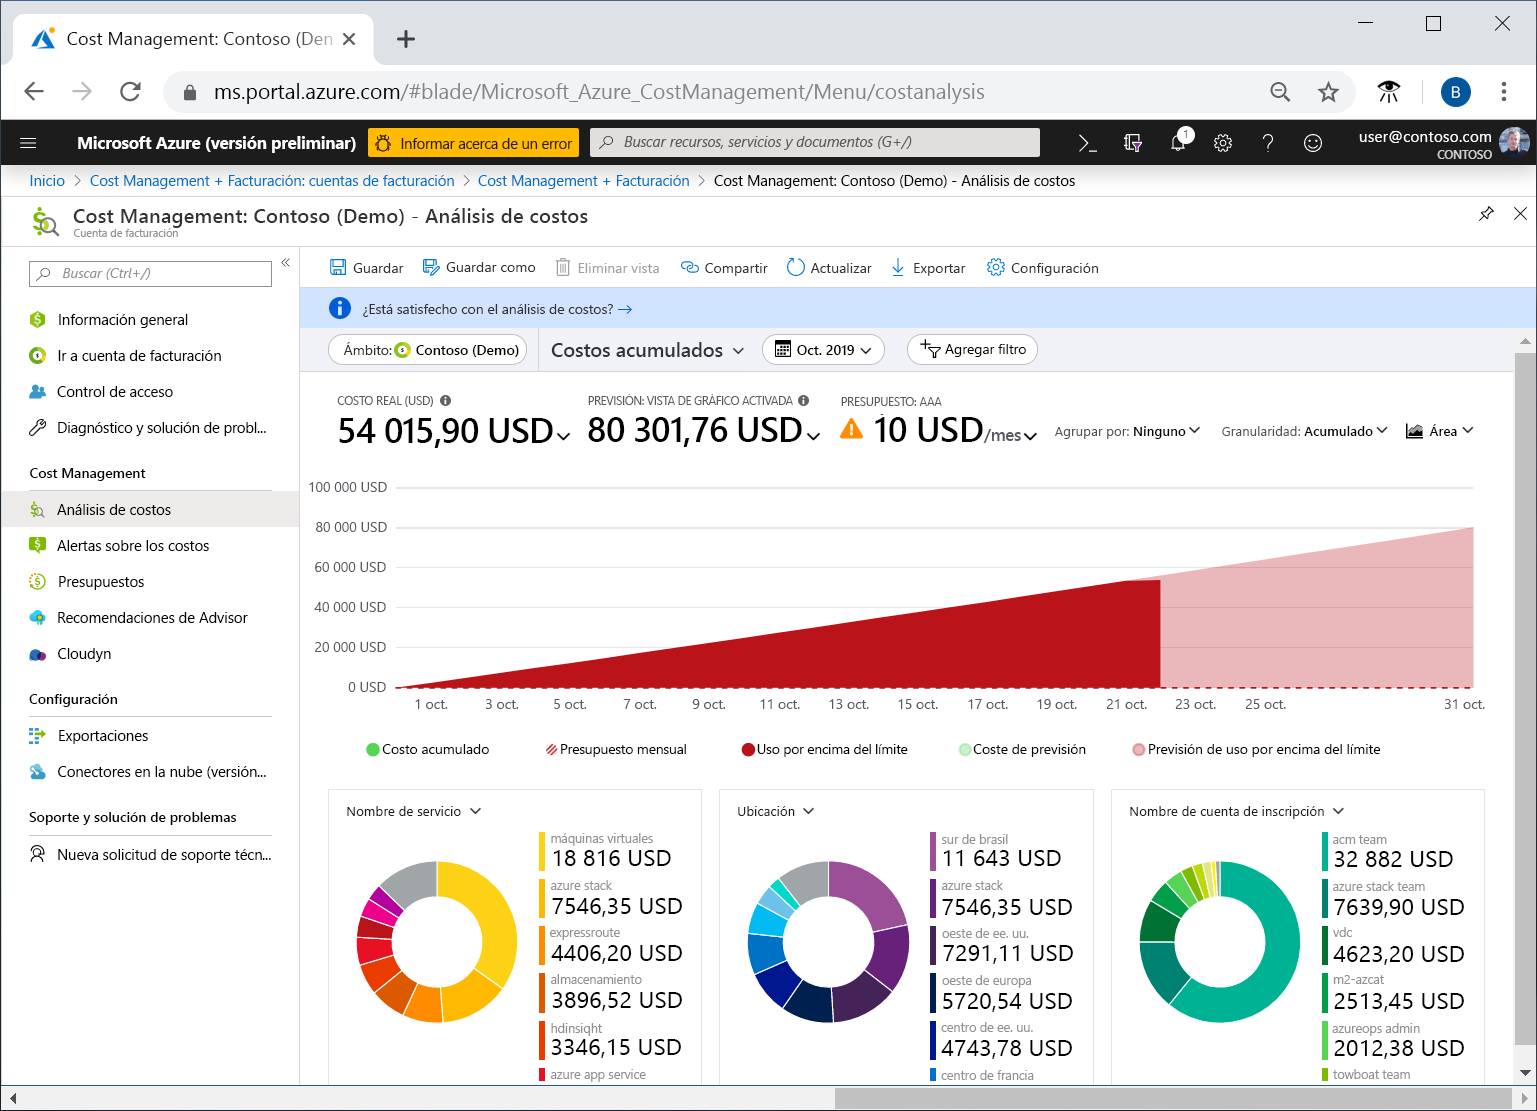 Cost Management: Contoso (Den
ms.portal.azure.com/#blade/Microsoft_Azure_CostManagement/Menu/costanalysis
B
Microsoft Azure (versión preliminar)
Informar acerca de un error
Buscar recursos, servicios y documentos (G+/)
1
user@contoso.com
CONTOSO
Inicio > Cost Management + Facturación: cuentas de facturación > Cost Management + Facturación > Cost Management: Contoso (Demo) - Análisis de costos
Cost Management: Contoso (Demo) - Análisis de costos
Cuenta de facturación
Buscar (Ctrl+/)
Información general
Ir a cuenta de facturación
Control de acceso
Diagnóstico y solución de probl...
Cost Management
Análisis de costos
Alertas sobre los costos
Presupuestos
Recomendaciones de Advisor
Cloudyn
Configuración
Exportaciones
Conectores en la nube (versión...
Soporte y solución de problemas
Nueva solicitud de soporte técn...
Guardar
Guardar como
Eliminar vista
Compartir
Actualizar
Exportar
Configuración
¿Está satisfecho con el análisis de costos? →
Ámbito: Contoso (Demo)
Costos acumulados
Oct. 2019
Agregar filtro
COSTO REAL (USD)
54 015,90 USD
PREVISIÓN: VISTA DE GRÁFICO ACTIVADA
80 301,76 USD
PRESUPUESTO: AAA
10 USD/mes
Agrupar por: Ninguno
Granularidad: Acumulado
Área
100 000 USD
80 000 USD
60 000 USD
40 000 USD
20 000 USD
0 USD
1 oct.
3 oct.
5 oct.
7 oct.
9 oct.
11 oct.
13 oct.
15 oct.
17 oct.
19 oct.
21 oct.
23 oct.
25 oct.
31 oct.
Costo acumulado
Presupuesto mensual
Uso por encima del límite
Coste de previsión
Previsión de uso por encima del límite
Nombre de servicio
máquinas virtuales
18 816 USD
azure stack
7546,35 USD
expressroute
4406,20 USD
almacenamiento
3896,52 USD
hdinsight
3346,15 USD
azure app service
Ubicación
sur de brasil
11 643 USD
azure stack
7546,35 USD
oeste de ee. uu.
7291,11 USD
oeste de europa
5720,54 USD
centro de ee. uu.
4743,78 USD
centro de francia
Nombre de cuenta de inscripción
acm team
32 882 USD
azure stack team
7639,90 USD
vdc
4623,20 USD
m2-azcat
2513,45 USD
azureops admin
2012,38 USD
towboat team